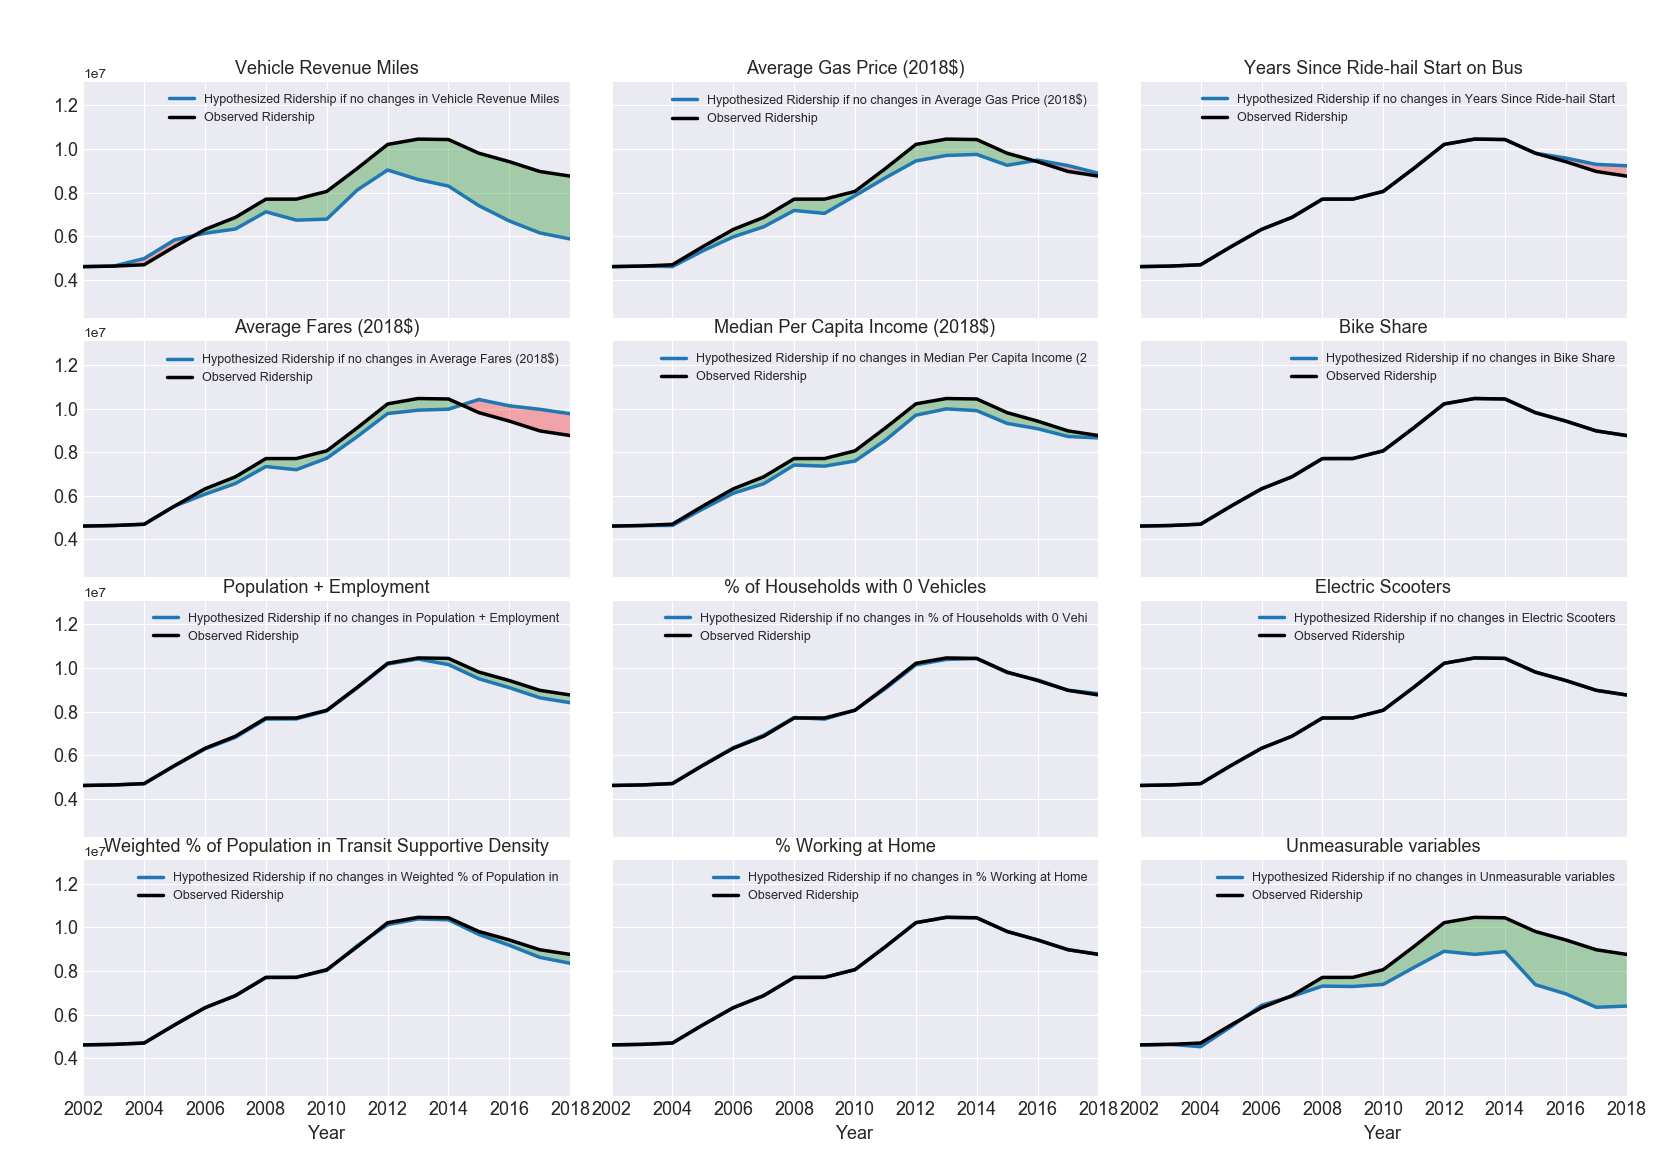 Vehicle Revenue Miles
1e7
Hypothesized Ridership if no changes in Vehicle Revenue Miles
Observed Ridership
1.2
1.0
0.8
0.6
0.4
Average Gas Price (2018$)
Hypothesized Ridership if no changes in Average Gas Price (2018$)
Observed Ridership
Years Since Ride-hail Start on Bus
Hypothesized Ridership if no changes in Years Since Ride-hail Start
Observed Ridership
Average Fares (2018$)
1e7
Hypothesized Ridership if no changes in Average Fares (2018$)
Observed Ridership
1.2
1.0
0.8
0.6
0.4
Median Per Capita Income (2018$)
Hypothesized Ridership if no changes in Median Per Capita Income (2
Observed Ridership
Bike Share
Hypothesized Ridership if no changes in Bike Share
Observed Ridership
Population + Employment
1e7
Hypothesized Ridership if no changes in Population + Employment
Observed Ridership
1.2
1.0
0.8
0.6
0.4
% of Households with 0 Vehicles
Hypothesized Ridership if no changes in % of Households with 0 Vehi
Observed Ridership
Electric Scooters
Hypothesized Ridership if no changes in Electric Scooters
Observed Ridership
Weighted % of Population in Transit Supportive Density
1e7
Hypothesized Ridership if no changes in Weighted % of Population in
Observed Ridership
1.2
1.0
0.8
0.6
0.4
2002 2004 2006 2008 2010 2012 2014 2016 2018
Year
% Working at Home
Hypothesized Ridership if no changes in % Working at Home
Observed Ridership
2002 2004 2006 2008 2010 2012 2014 2016 2018
Year
Unmeasurable variables
Hypothesized Ridership if no changes in Unmeasurable variables
Observed Ridership
2002 2004 2006 2008 2010 2012 2014 2016 2018
Year